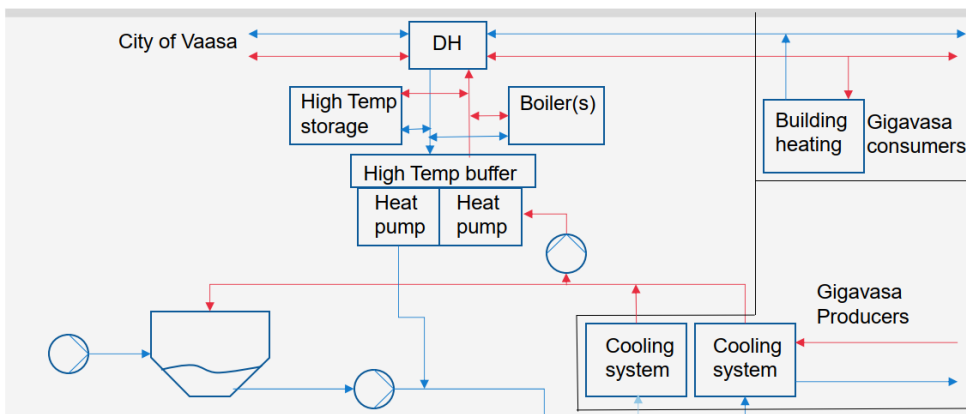 City of Vaasa
DH
High Temp
storage
Boiler(s)
Building
heating
Gigavasa
consumers
High Temp buffer
Heat
pump
Heat
pump
Gigavasa
Producers
Cooling
system
Cooling
system